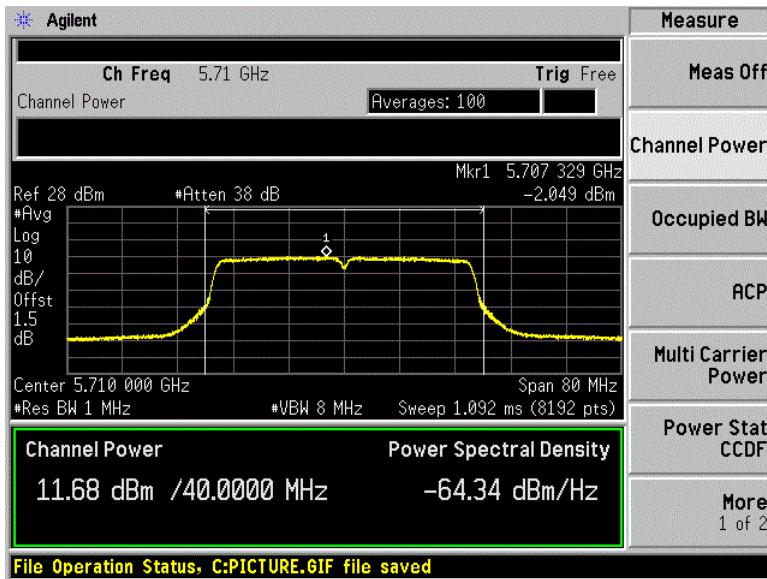 Agilent
Measure
Ch Freq 5.71 GHz Trig Free
Channel Power Averages: 100
Mkr1 5.707 329 GHz
Ref 28 dBm #Atten 38 dB -2.049 dBm
#Avg
Log
10
dB/
Offst
1.5
dB
1
Center 5.710 000 GHz Span 80 MHz
#Res BW 1 MHz #VBW 8 MHz Sweep 1.092 ms (8192 pts)
Channel Power Power Spectral Density
11.68 dBm /40.0000 MHz -64.34 dBm/Hz
File Operation Status, C:PICTURE.GIF file saved
Meas Off
Channel Power
Occupied BW
ACP
Multi Carrier
Power
Power Stat
CCDF
More
1 of 2